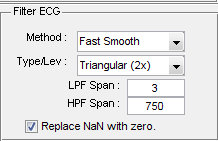 Filter ECG
Method : Fast Smooth
Type/Lev : Triangular (2x)
LPF Span : 3
HPF Span : 750
Replace NaN with zero.